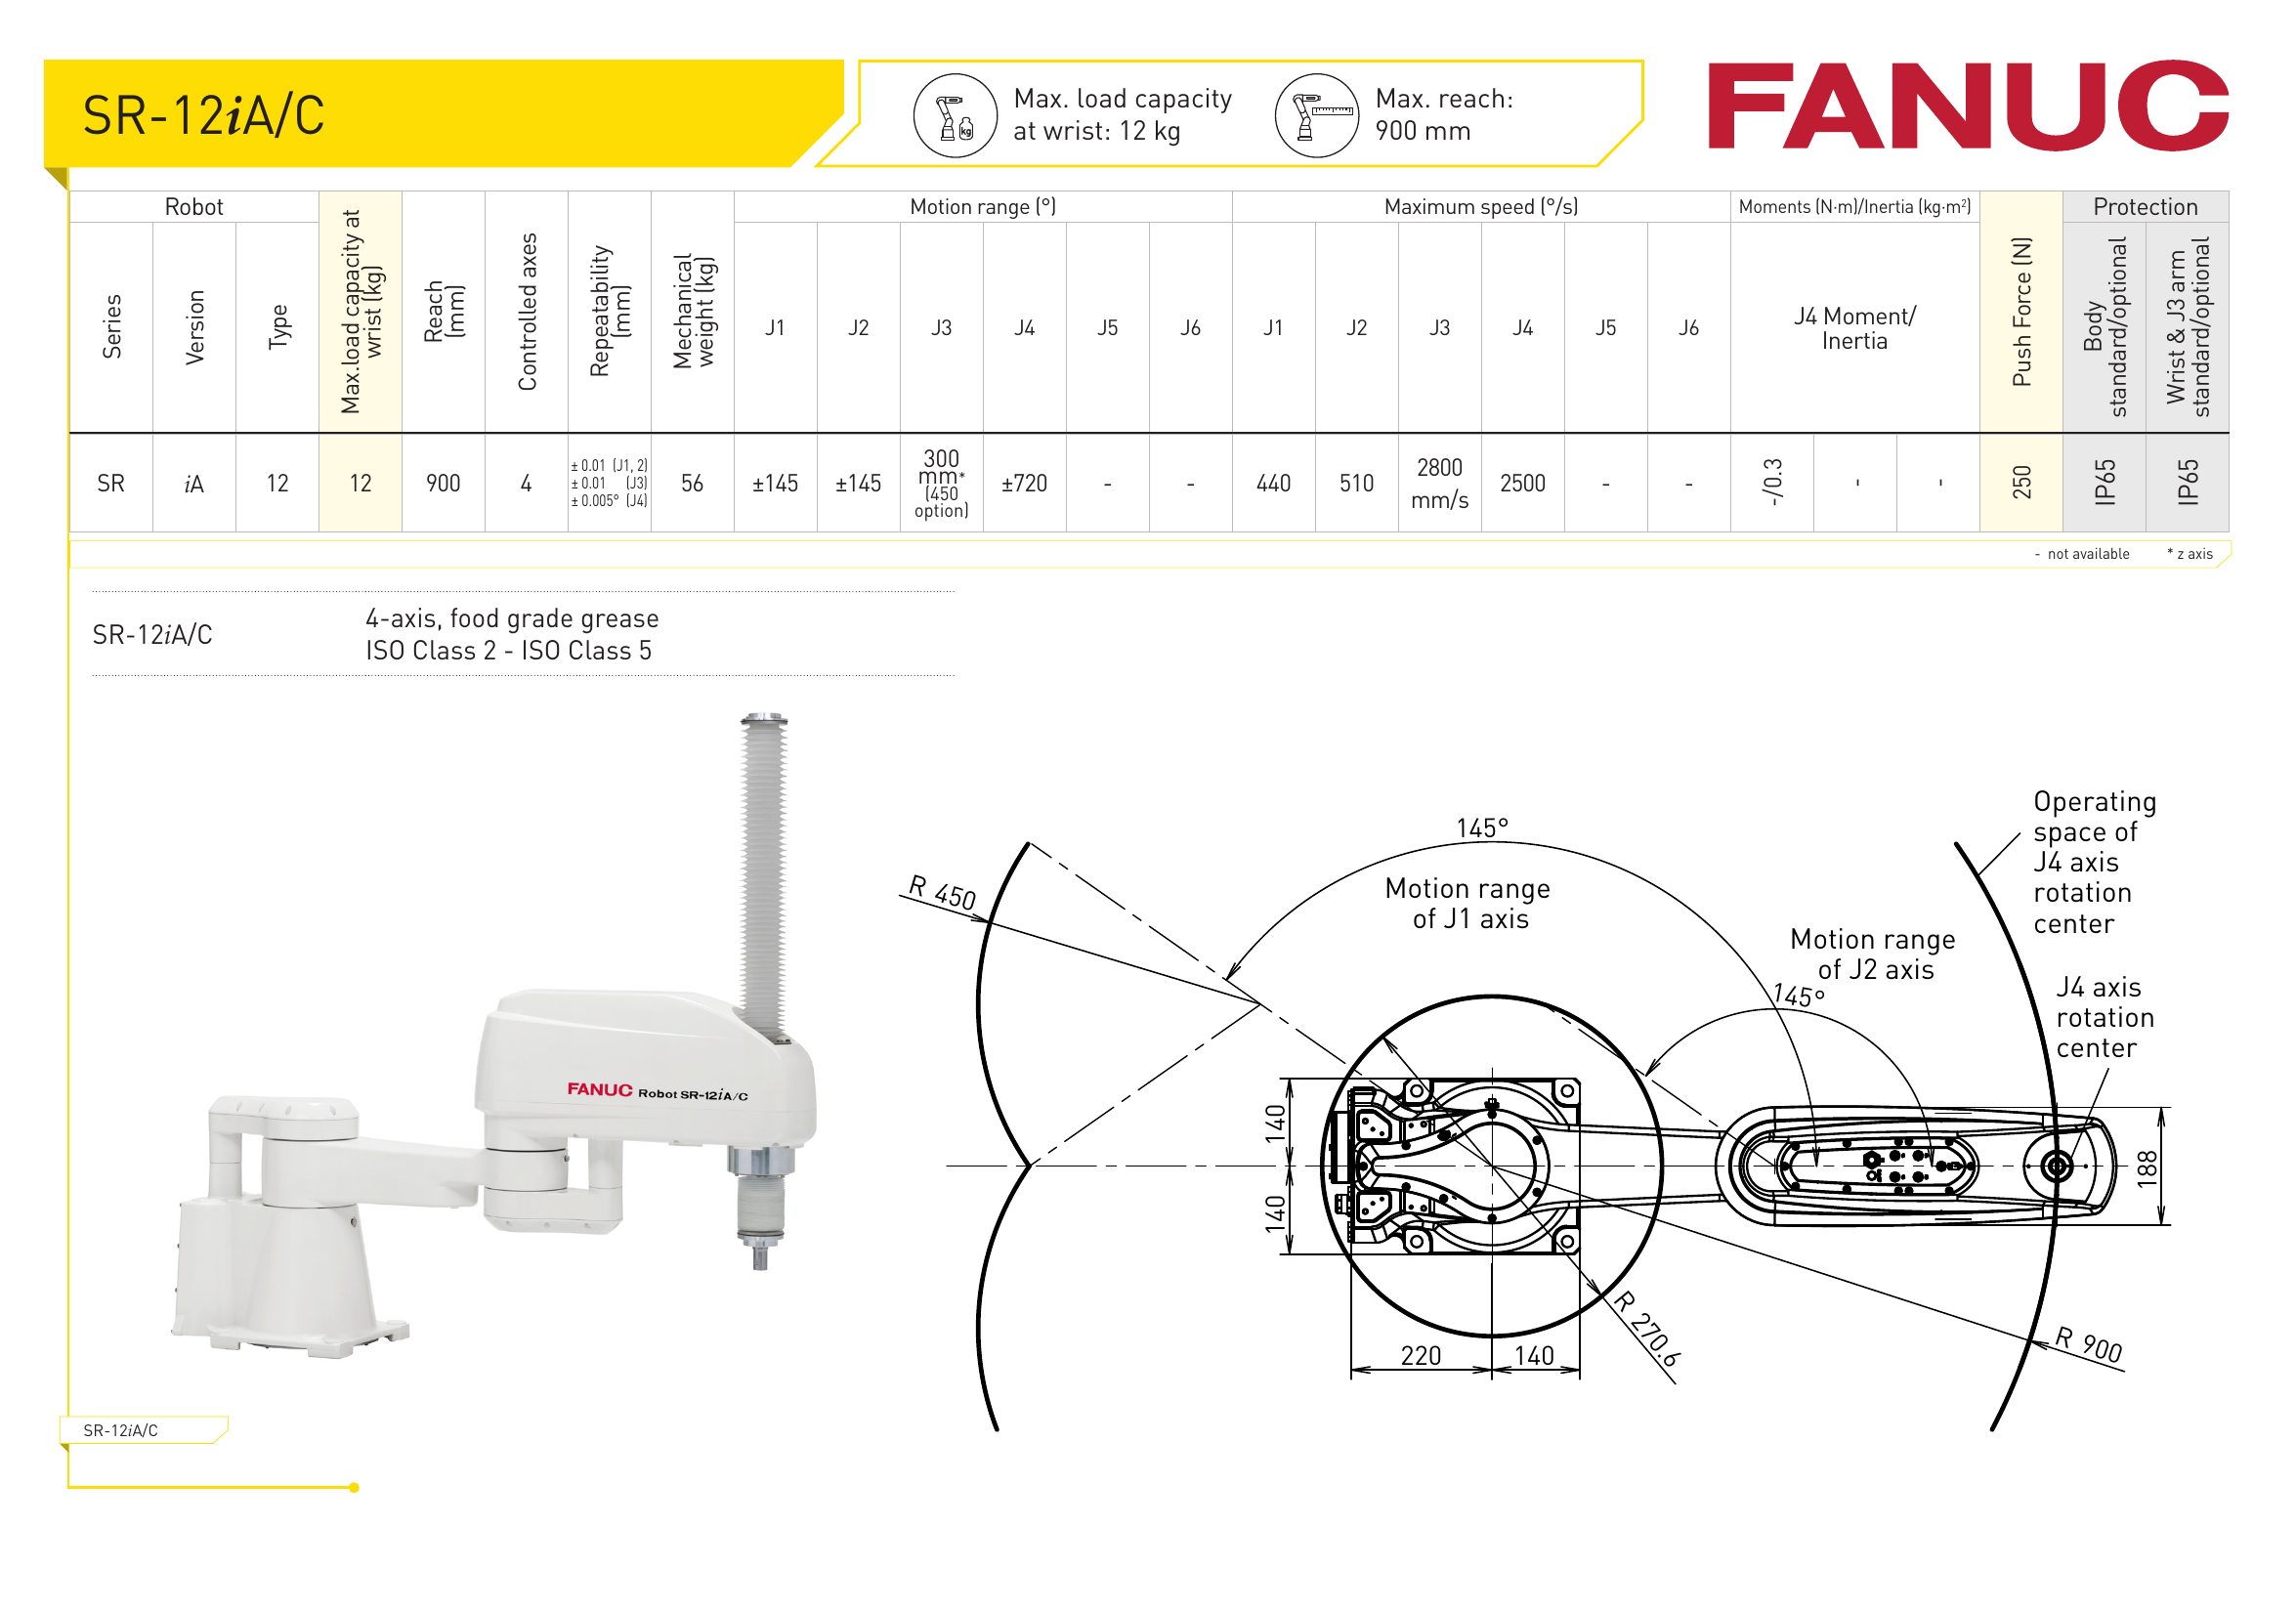 SR-12iA/C
Max. load capacity
at wrist: 12 kg
Max. reach:
900 mm
FANUC
kg
Robot
Series
Version
Type
Max.load capacity at
wrist (kg)
Reach
(mm)
Controlled axes
Repeatability
(mm)
Mechanical
weight (kg)
Motion range (°)
J1 J2 J3 J4 J5 J6
Maximum speed (°/s)
J1 J2 J3 J4 J5 J6
Moments (N·m)/Inertia (kg·m²)
J4 Moment/
Inertia
Push Force (N)
Protection
Body
standard/optional
Wrist & J3 arm
standard/optional
SR
iA
12
12
900
4
± 0.01 (J1, 2)
± 0.01 (J3)
± 0.005° (J4)
56
±145
±145
300
mm*
(450
option)
±720
-
-
440
510
2800
mm/s
2500
-
-
-/0.3
-
-
250
IP65
IP65
- not available * z axis
SR-12iA/C
4-axis, food grade grease
ISO Class 2 - ISO Class 5
FANUC Robot SR-12iA/C
Operating
space of
J4 axis
rotation
center
145°
R 450
Motion range
of J1 axis
Motion range
of J2 axis
145°
J4 axis
rotation
center
140
140
188
R 270.6
R 900
220
140
SR-12iA/C